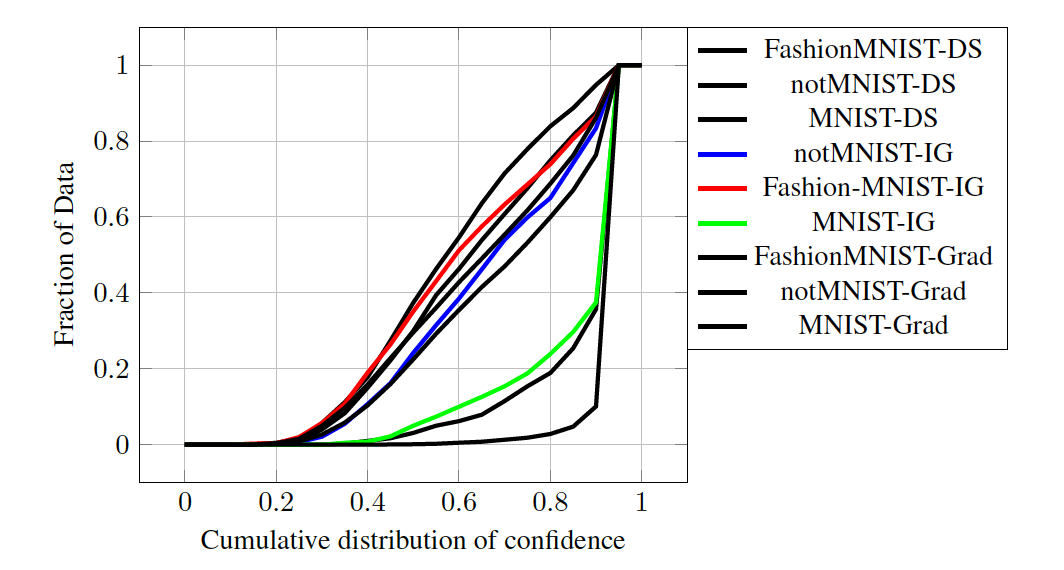 1
0.8
0.6
0.4
0.2
0
Fraction of Data
0 0.2 0.4 0.6 0.8 1
Cumulative distribution of confidence
FashionMNIST-DS
notMNIST-DS
MNIST-DS
notMNIST-IG
Fashion-MNIST-IG
MNIST-IG
FashionMNIST-Grad
notMNIST-Grad
MNIST-Grad